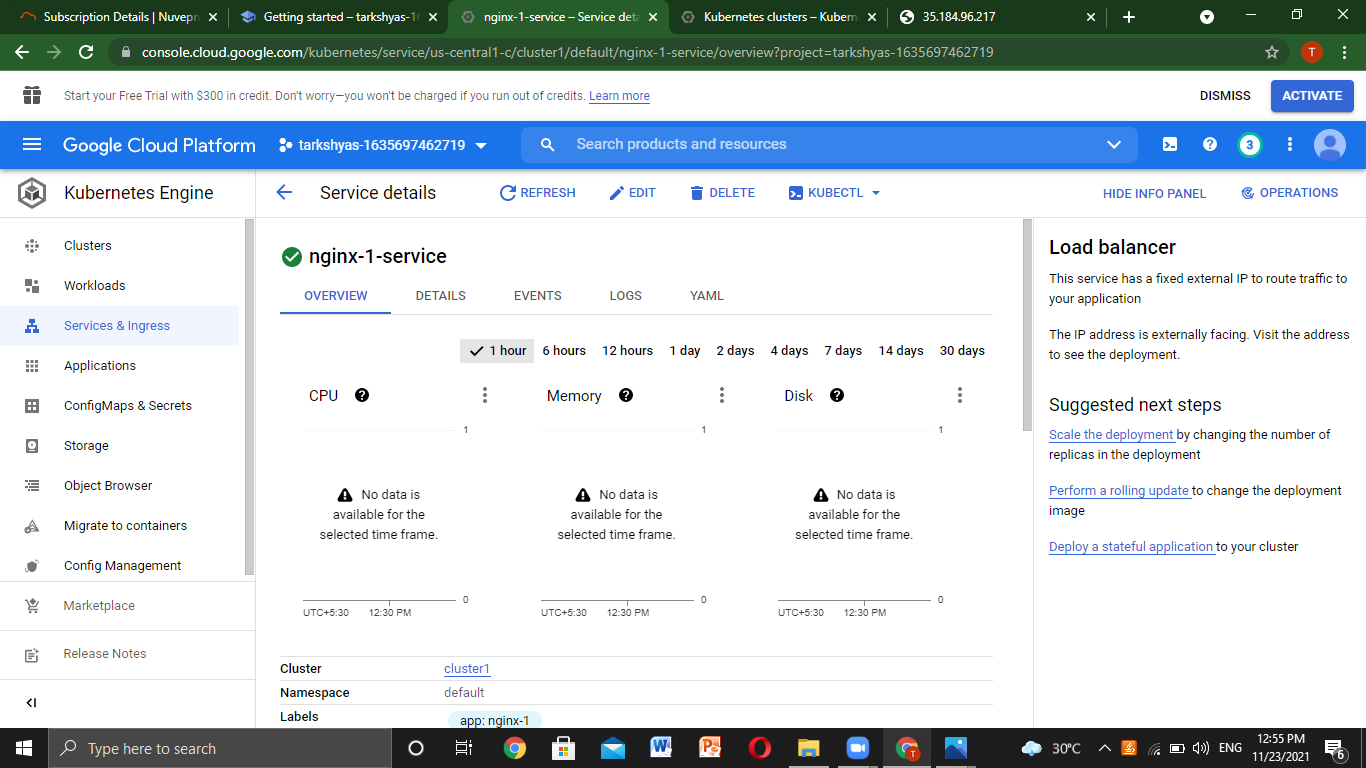 Subscription Details | Nuvepr
Getting started – tarkshyas-16
nginx-1-service – Service deta
Kubernetes clusters – Kubern
35.184.96.217
console.cloud.google.com/kubernetes/service/us-central1-c/cluster1/default/nginx-1-service/overview?project=tarkshyas-1635697462719
T
Start your Free Trial with $300 in credit. Don't worry—you won't be charged if you run out of credits. Learn more
DISMISS
ACTIVATE
Google Cloud Platform
tarkshyas-1635697462719
Search products and resources
3
Kubernetes Engine
Service details
REFRESH
EDIT
DELETE
KUBECTL
HIDE INFO PANEL
OPERATIONS
Clusters
Workloads
Services & Ingress
Applications
ConfigMaps & Secrets
Storage
Object Browser
Migrate to containers
Config Management
Marketplace
Release Notes
nginx-1-service
OVERVIEW
DETAILS
EVENTS
LOGS
YAML
1 hour
6 hours
12 hours
1 day
2 days
4 days
7 days
14 days
30 days
CPU
1
No data is
available for the
selected time frame.
0
UTC+5:30
12:30 PM
Memory
1
No data is
available for the
selected time frame.
0
UTC+5:30
12:30 PM
Disk
1
No data is
available for the
selected time frame.
0
UTC+5:30
12:30 PM
Cluster
cluster1
Namespace
default
Labels
app: nginx-1
Load balancer
This service has a fixed external IP to route traffic to
your application
The IP address is externally facing. Visit the address
to see the deployment.
Suggested next steps
Scale the deployment by changing the number of
replicas in the deployment
Perform a rolling update to change the deployment
image
Deploy a stateful application to your cluster
Type here to search
30°C
ENG
12:55 PM
11/23/2021
6